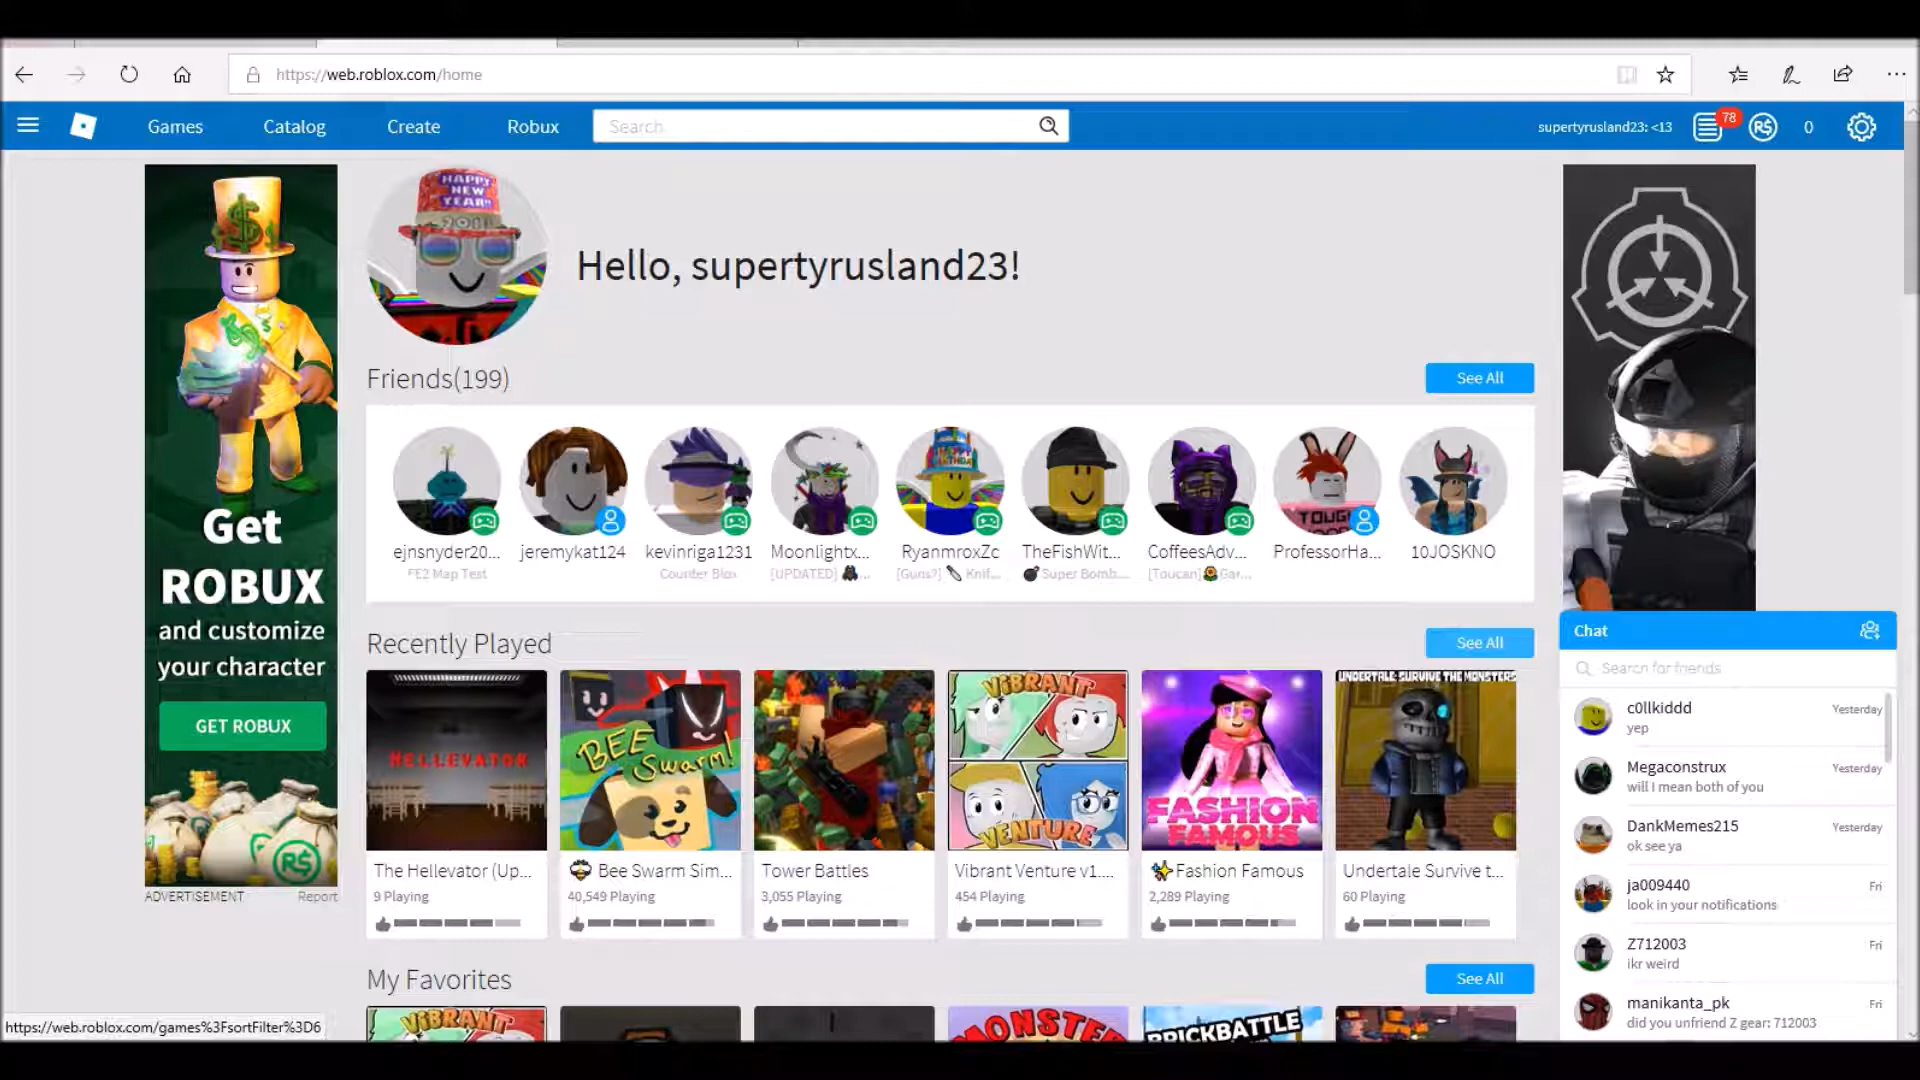 https://web.roblox.com/home
Games
Catalog
Create
Robux
Search
supertyrusland23: <13
78
R$
0
HAPPY
NEW
YEAR!!
Hello, supertyrusland23!
Get
ROBUX
and customize
your character
GET ROBUX
R$
ADVERTISEMENT
Report
Friends(199)
See All
ejnsnyder20...
jeremykat124
kevinriga1231
Moonlightx...
RyanmroxZc
TheFishWit...
CoffeesAdv...
ProfessorHa...
10JOSKNO
FE2 Map Test
Counter Blox
[UPDATED] ...
[Guns?] Knif...
Super Bomb...
[Toucan] Gar...
Recently Played
See All
HELLEVATOR
BEE
Swarm!
VIBRANT
VENTURE
FASHION
FAMOUS
UNDERTALE: SURVIVE THE MONSTERS
The Hellevator (Up...
Bee Swarm Sim...
Tower Battles
Vibrant Venture v1....
Fashion Famous
Undertale Survive t...
9 Playing
40,549 Playing
3,055 Playing
454 Playing
2,289 Playing
60 Playing
My Favorites
See All
VIBRANT
MONSTER
BRICKBATTLE
Chat
Search for friends
c0llkiddd
Yesterday
yep
Megaconstrux
Yesterday
will I mean both of you
DankMemes215
Yesterday
ok see ya
ja009440
Fri
look in your notifications
Z712003
Fri
ikr weird
manikanta_pk
Fri
did you unfriend Z gear: 712003
https://web.roblox.com/games%3FsortFilter%3D6